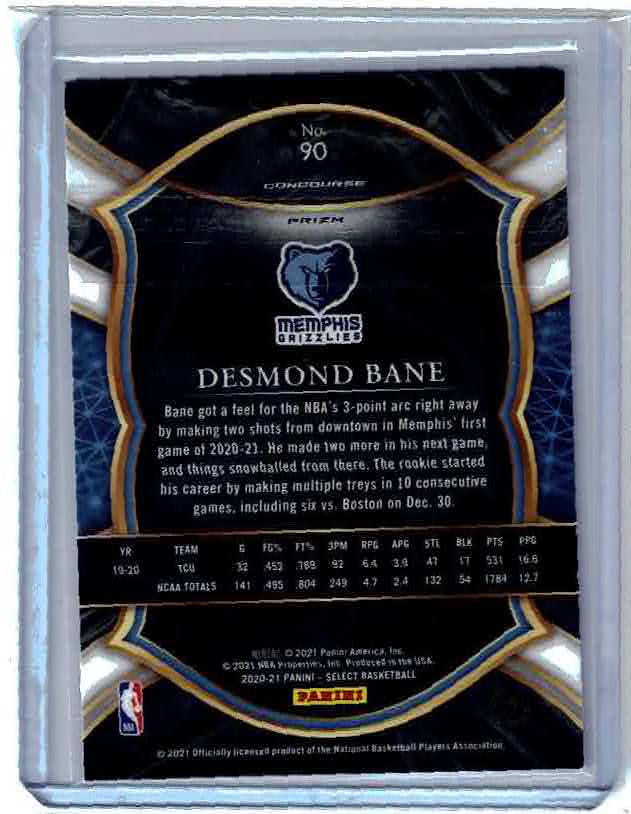 No.
90
CONCOURSE
PRIZM
MEMPHIS
GRIZZLIES
DESMOND BANE
Bane got a feel for the NBA's 3-point arc right away
by making two shots from downtown in Memphis' first
game of 2020-21. He made two more in his next game,
and things snowballed from there. The rookie started
his career by making multiple treys in 10 consecutive
games, including six vs. Boston on Dec. 30.
YR TEAM G FG% FT% 3PM RPG APG STL BLK PTS PPG
19-20 TCU 32 .452 .789 92 6.4 3.9 47 17 531 16.6
NCAA TOTALS 141 .495 .804 249 4.7 2.4 132 54 1784 12.7
© 2021 Panini America, Inc.
© 2021 NBA Properties, Inc. Produced in the USA.
2020-21 PANINI - SELECT BASKETBALL
PANINI
NBA
© 2021 Officially licensed product of the National Basketball Players Association.